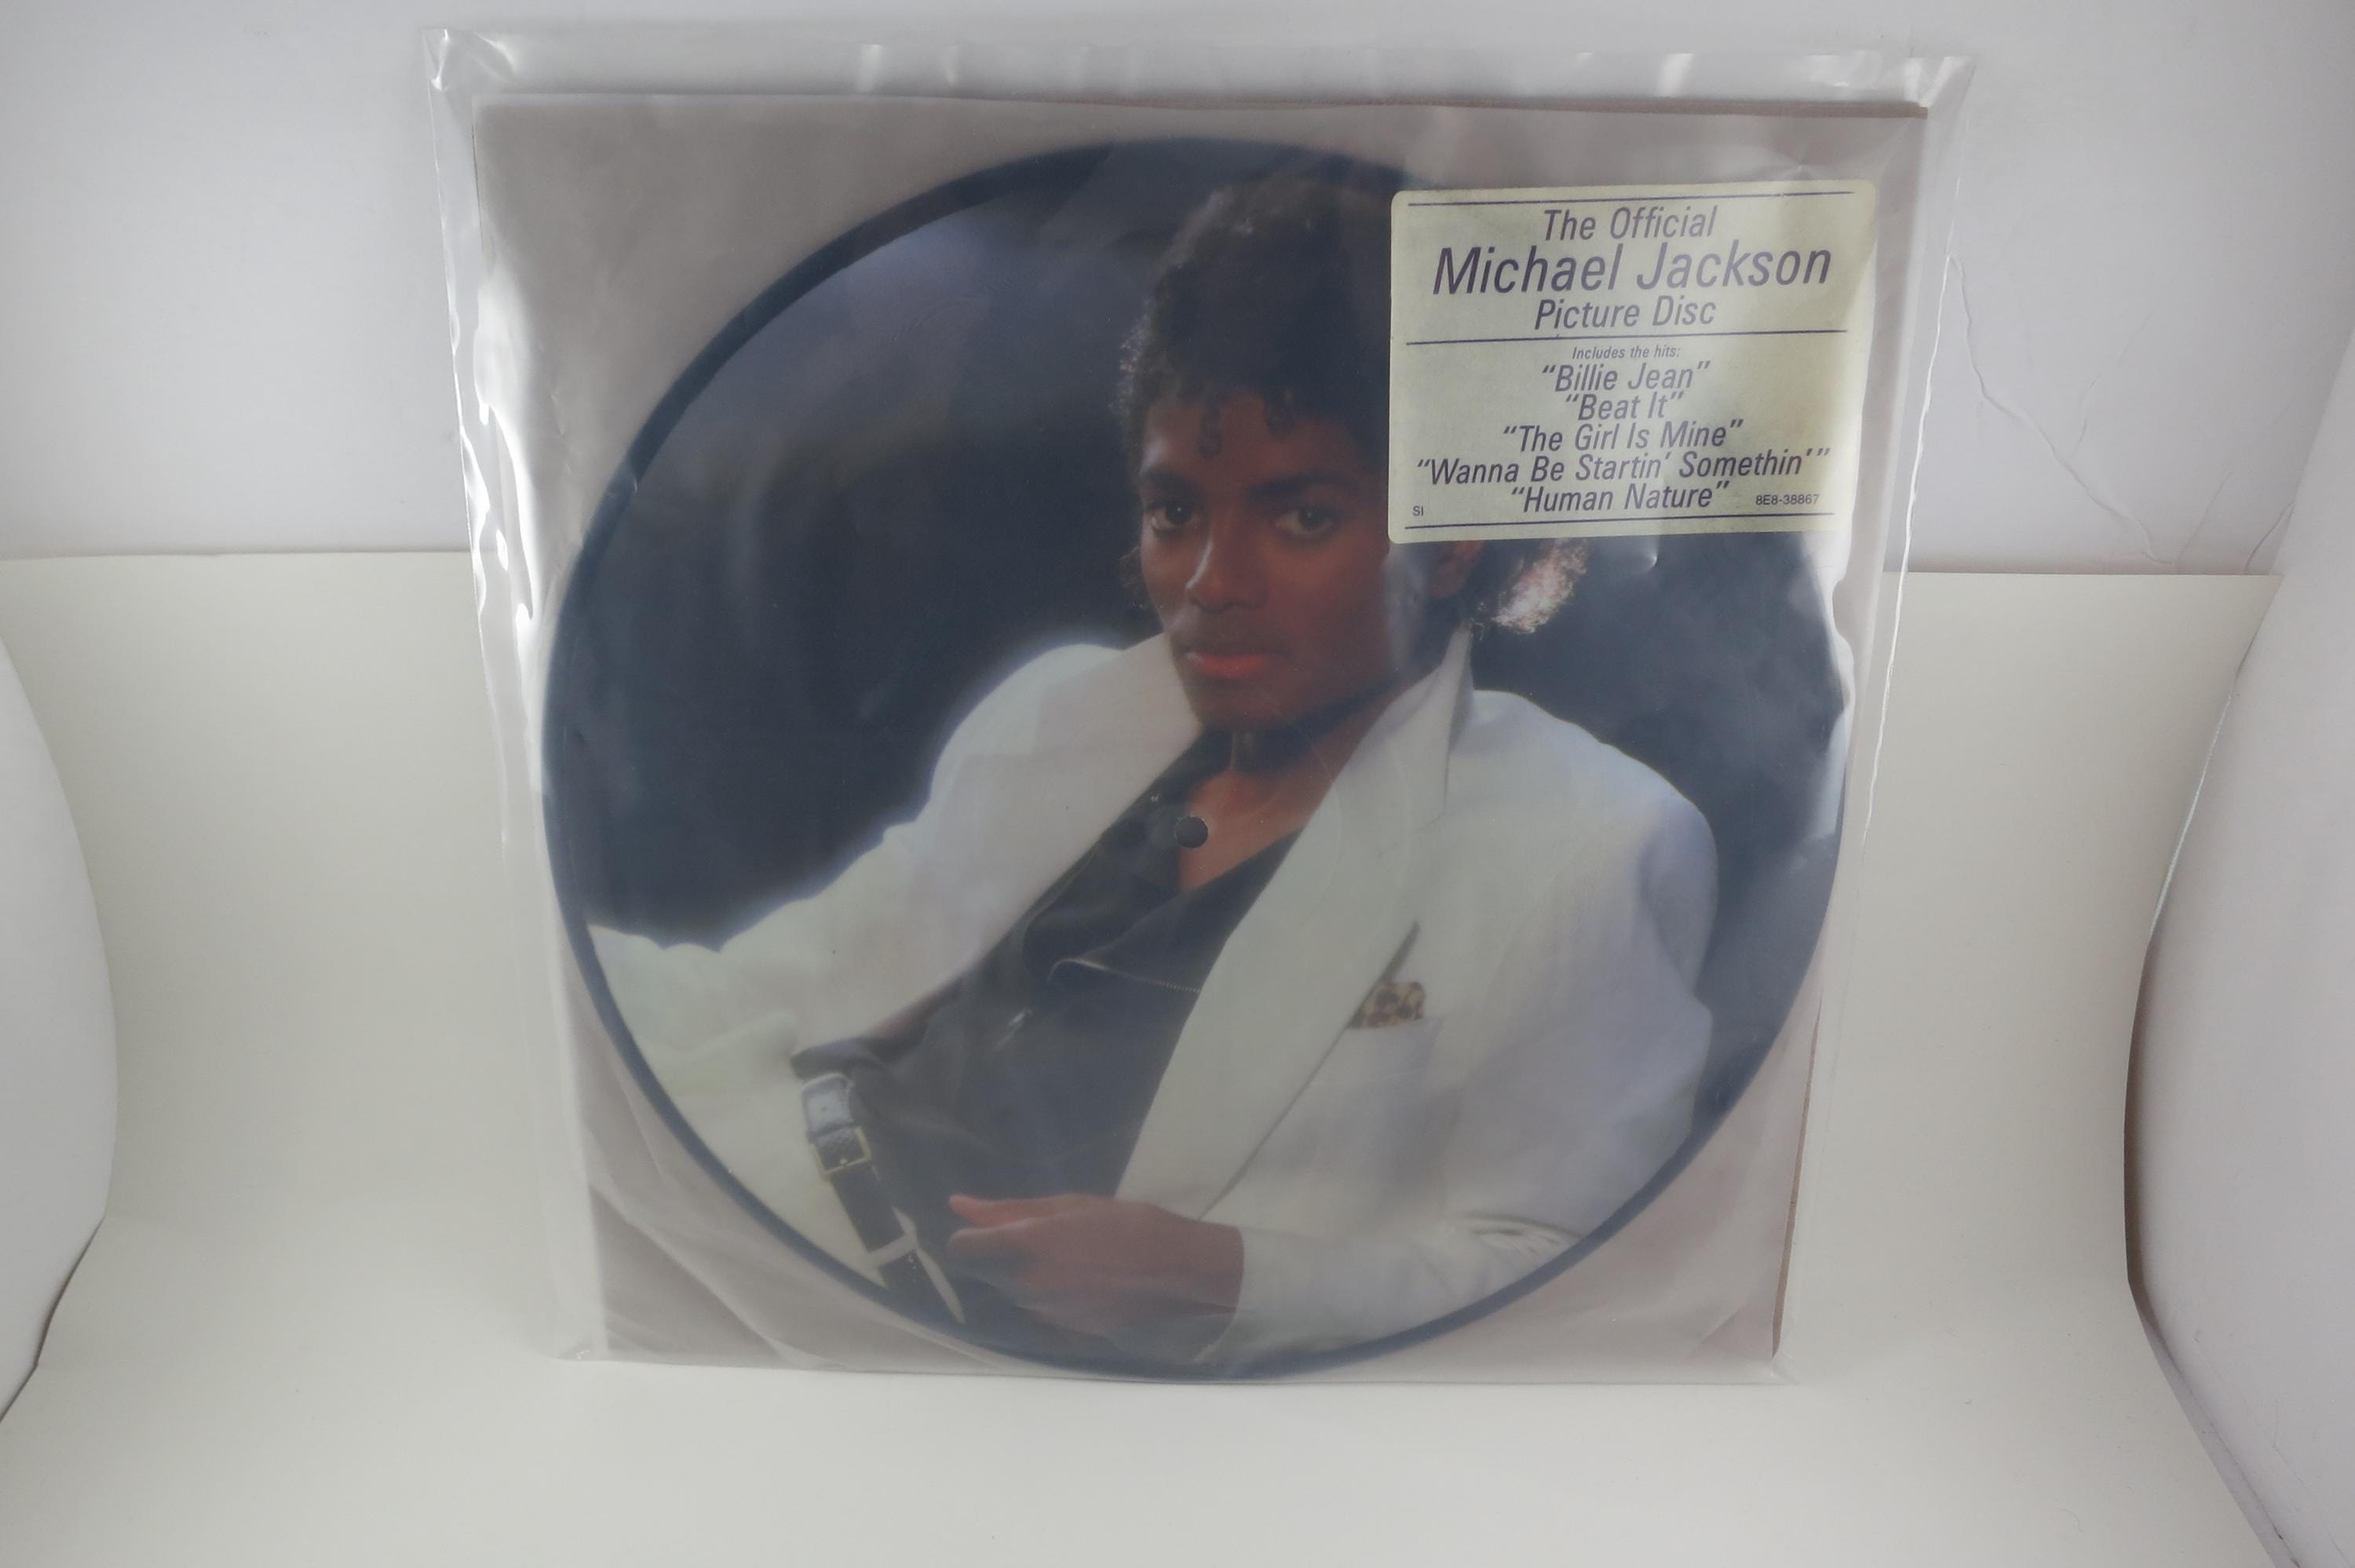 The Official
Michael Jackson
Picture Disc
Includes the hits:
“Billie Jean”
“Beat It”
“The Girl Is Mine”
“Wanna Be Startin’ Somethin’”
“Human Nature”
SI 8E8-38867